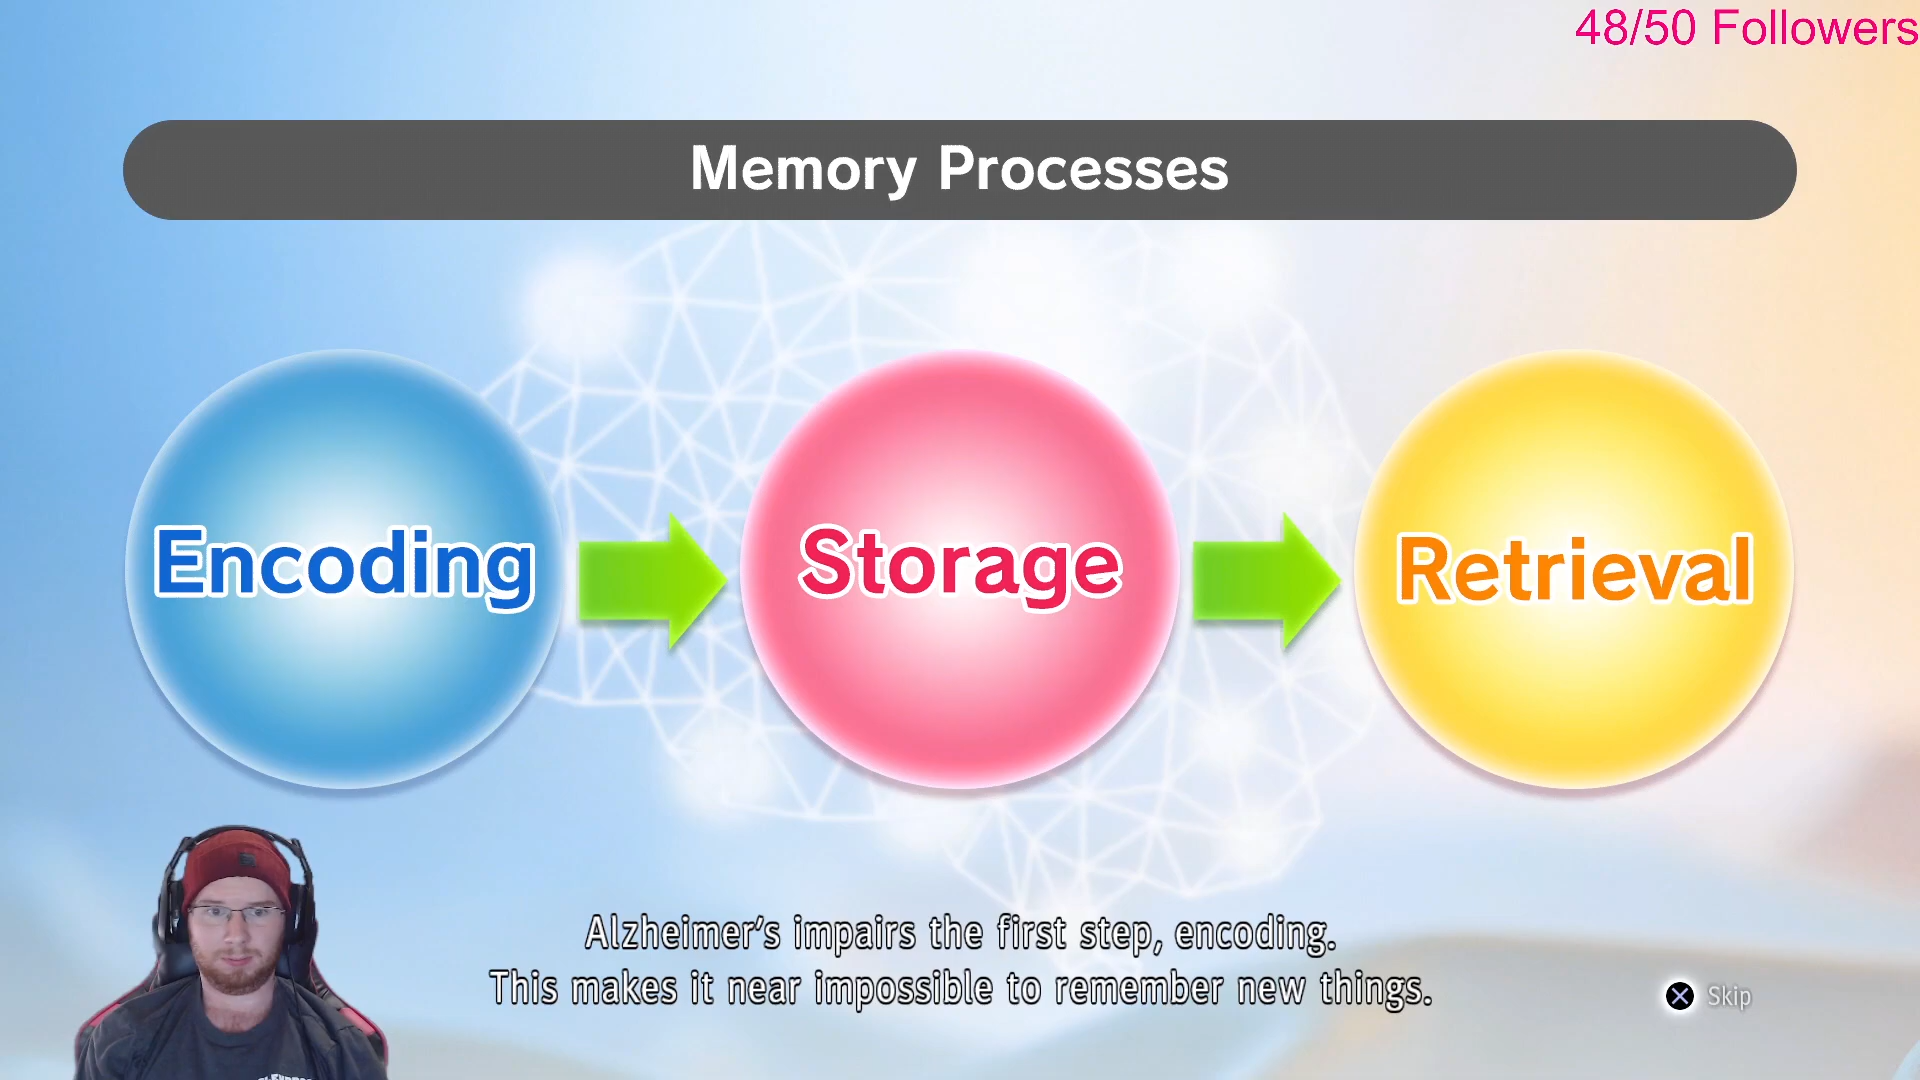 48/50 Followers
Memory Processes
Encoding
Storage
Retrieval
Alzheimer's impairs the first step, encoding.
This makes it near impossible to remember new things.
Skip